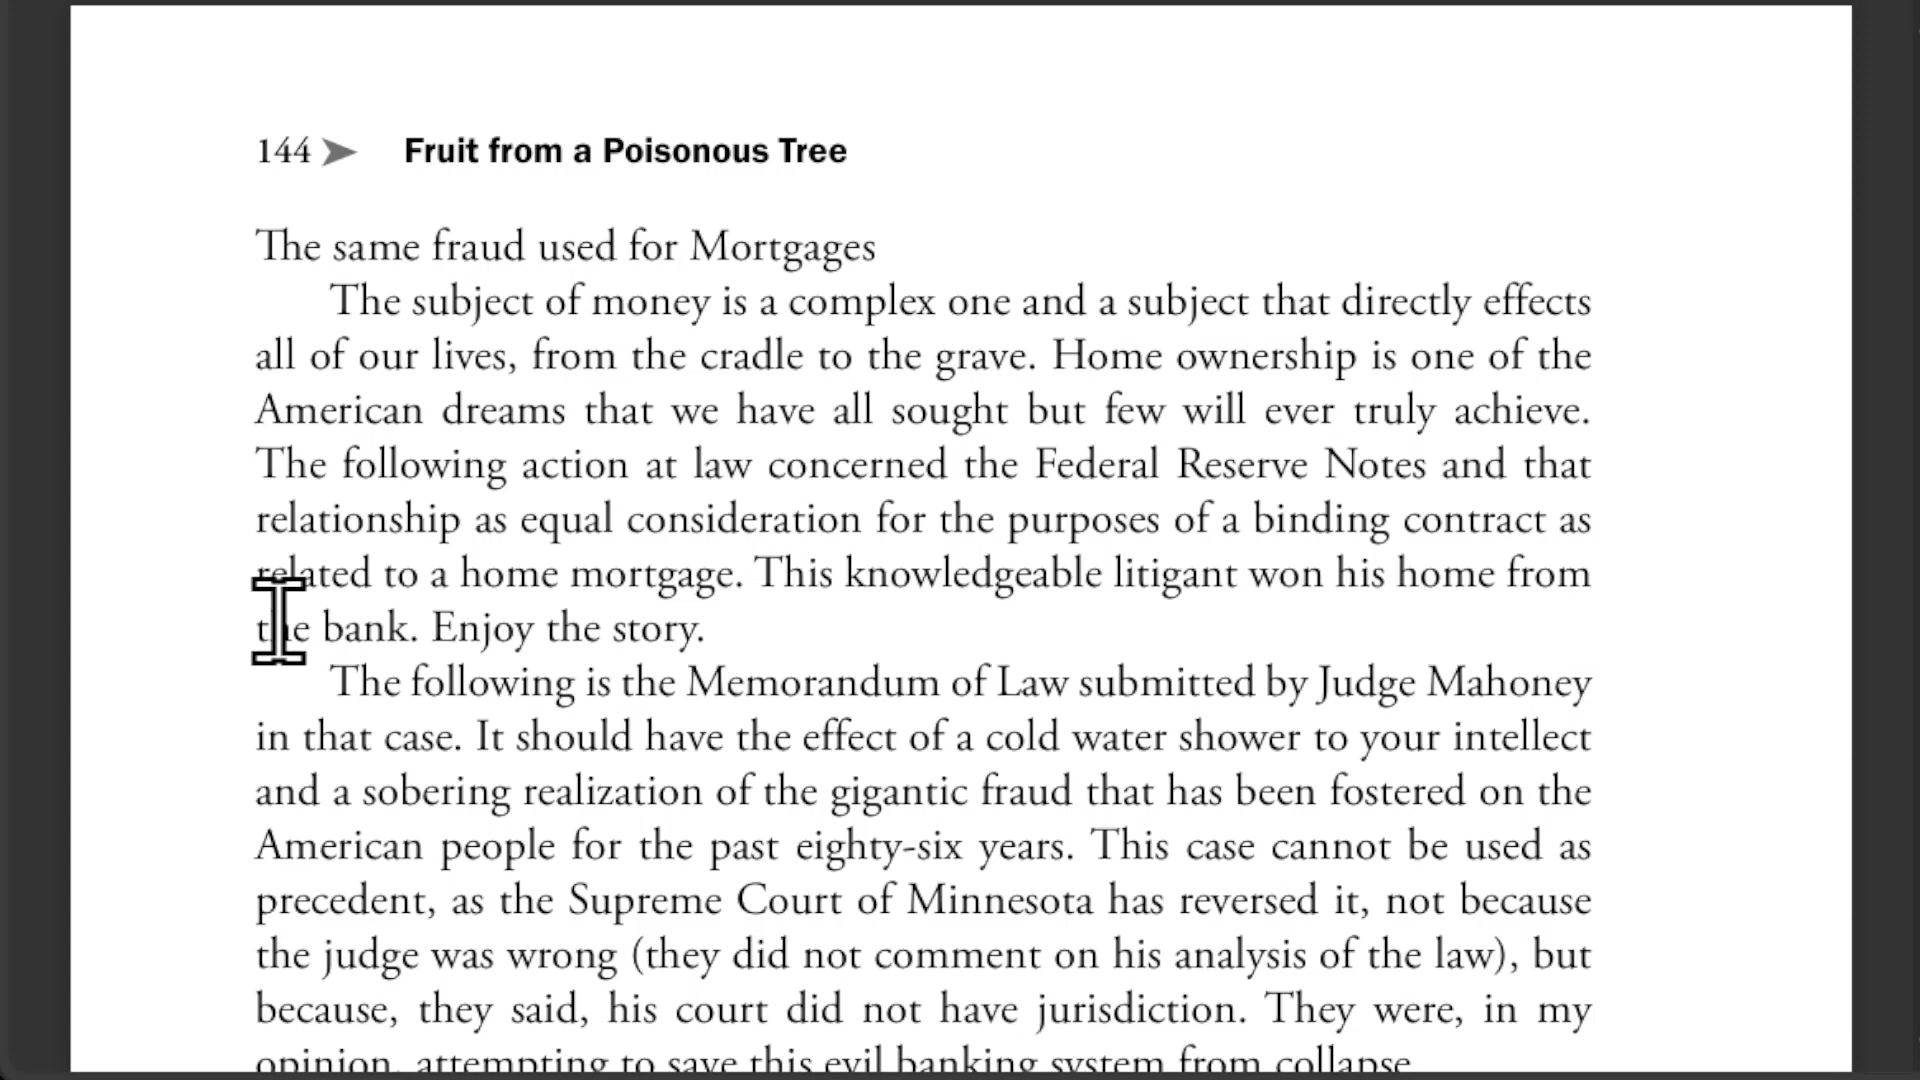 144 ➤ Fruit from a Poisonous Tree
The same fraud used for Mortgages
The subject of money is a complex one and a subject that directly effects
all of our lives, from the cradle to the grave. Home ownership is one of the
American dreams that we have all sought but few will ever truly achieve.
The following action at law concerned the Federal Reserve Notes and that
relationship as equal consideration for the purposes of a binding contract as
related to a home mortgage. This knowledgeable litigant won his home from
the bank. Enjoy the story.
The following is the Memorandum of Law submitted by Judge Mahoney
in that case. It should have the effect of a cold water shower to your intellect
and a sobering realization of the gigantic fraud that has been fostered on the
American people for the past eighty-six years. This case cannot be used as
precedent, as the Supreme Court of Minnesota has reversed it, not because
the judge was wrong (they did not comment on his analysis of the law), but
because, they said, his court did not have jurisdiction. They were, in my
opinion, attempting to save this evil banking system from collapse